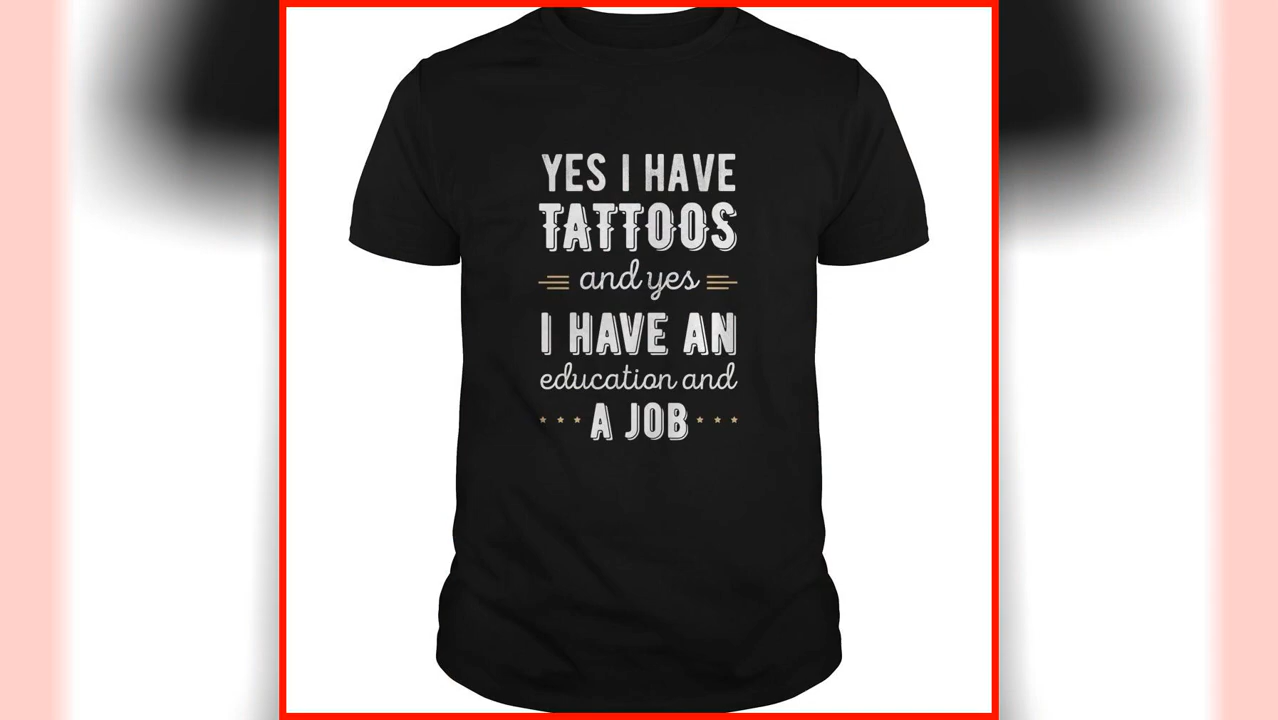 YES I HAVE
TATTOOS
and yes
I HAVE AN
education and
A JOB